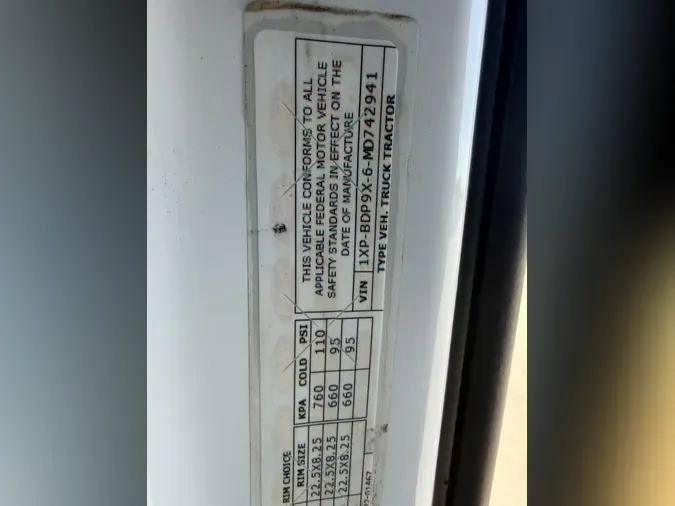 THIS VEHICLE CONFORMS TO ALL
APPLICABLE FEDERAL MOTOR VEHICLE
SAFETY STANDARDS IN EFFECT ON THE
DATE OF MANUFACTURE
VIN 1XP-BDP9X-6-MD742941
TYPE VEH. TRUCK TRACTOR
RIM CHOICE
RIM SIZE KPA COLD PSI
22.5X8.25 760 110
22.5X8.25 660 95
22.5X8.25 660 95